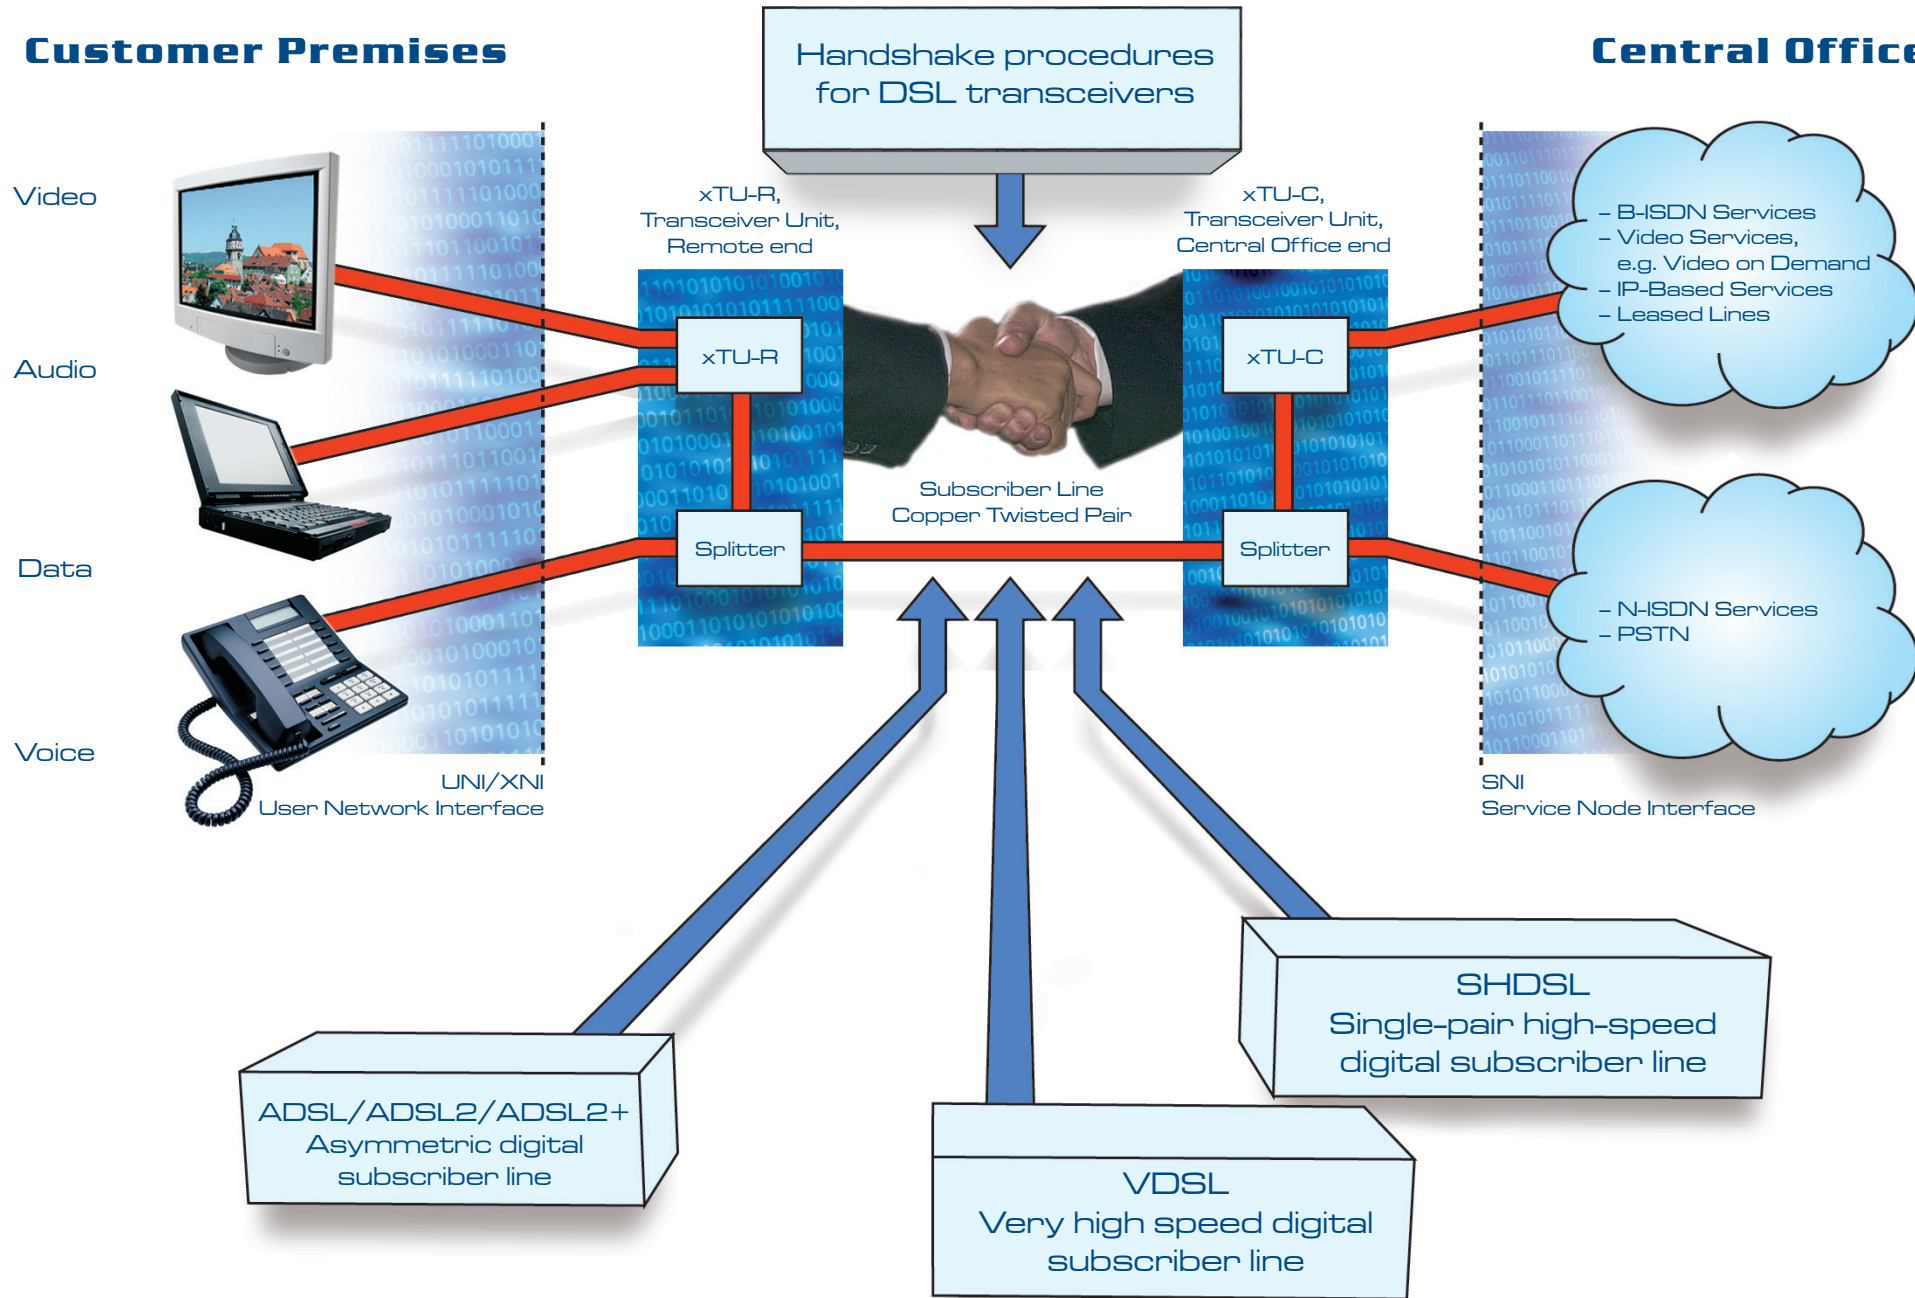 Customer Premises
Central Office
Handshake procedures
for DSL transceivers
Video
Audio
Data
Voice
xTU-R,
Transceiver Unit,
Remote end
xTU-C,
Transceiver Unit,
Central Office end
xTU-R
xTU-C
Splitter
Splitter
Subscriber Line
Copper Twisted Pair
– B-ISDN Services
– Video Services,
e.g. Video on Demand
– IP-Based Services
– Leased Lines
– N-ISDN Services
– PSTN
UNI/XNI
User Network Interface
SNI
Service Node Interface
SHDSL
Single-pair high-speed
digital subscriber line
ADSL/ADSL2/ADSL2+
Asymmetric digital
subscriber line
VDSL
Very high speed digital
subscriber line